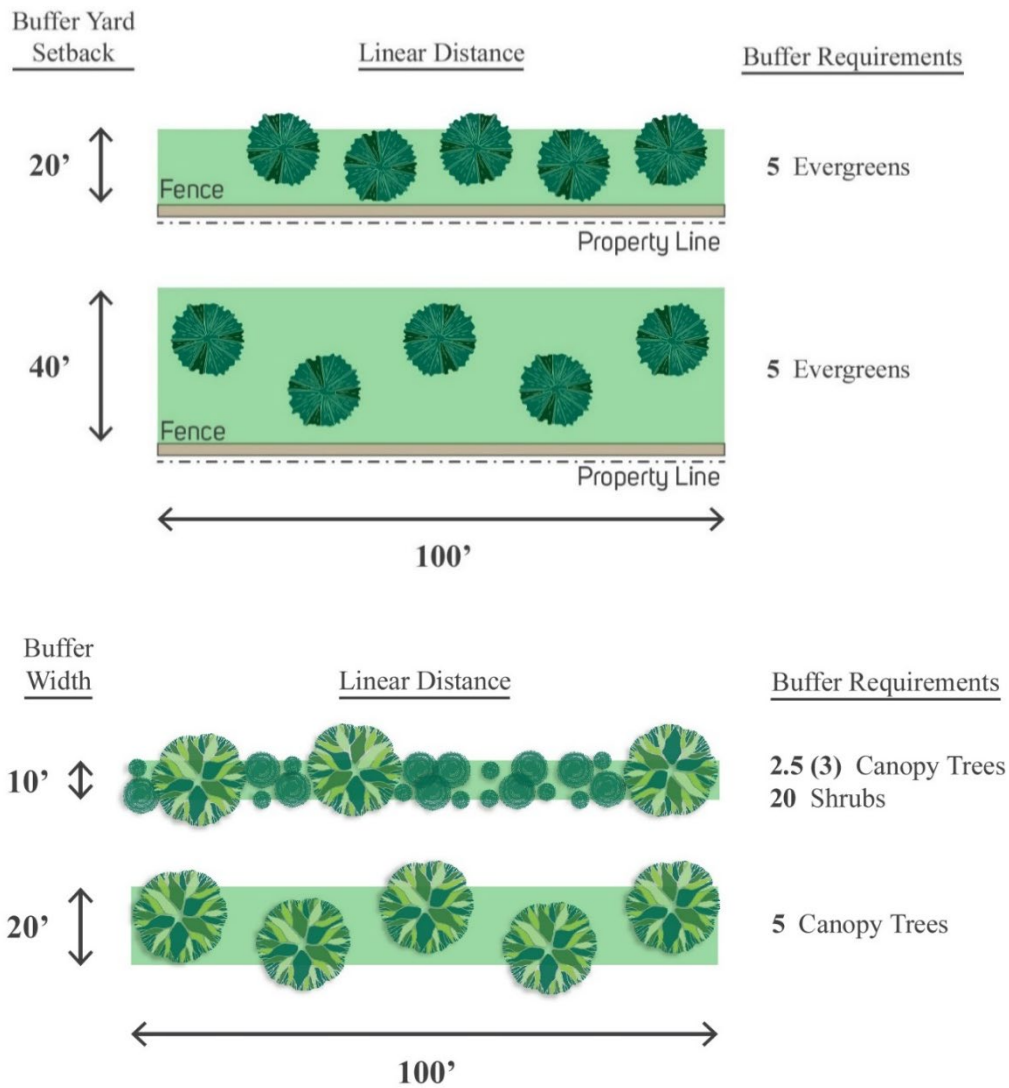 Buffer Yard
Setback
Linear Distance
Buffer Requirements
20’
Fence
Property Line
5 Evergreens
40’
Fence
Property Line
5 Evergreens
100’
Buffer
Width
Linear Distance
Buffer Requirements
10’
2.5 (3) Canopy Trees
20 Shrubs
20’
5 Canopy Trees
100’